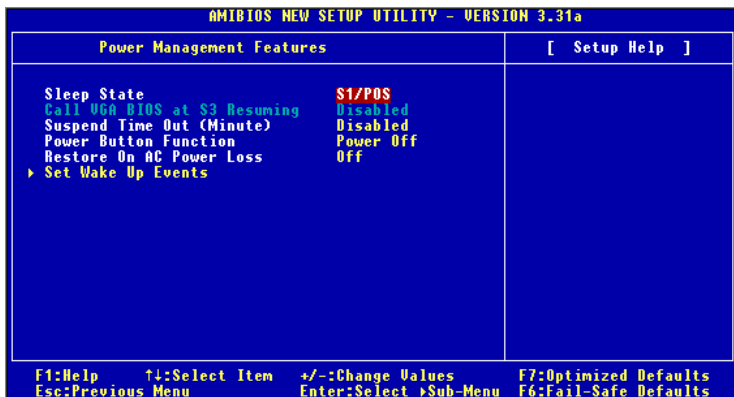 AMIBIOS NEW SETUP UTILITY - VERSION 3.31a
Power Management Features
[ Setup Help ]
Sleep State S1/POS
Call VGA BIOS at S3 Resuming Disabled
Suspend Time Out (Minute) Disabled
Power Button Function Power Off
Restore On AC Power Loss Off
▸ Set Wake Up Events
F1:Help ↑↓:Select Item +/-:Change Values F7:Optimized Defaults
Esc:Previous Menu Enter:Select ▸Sub-Menu F6:Fail-Safe Defaults